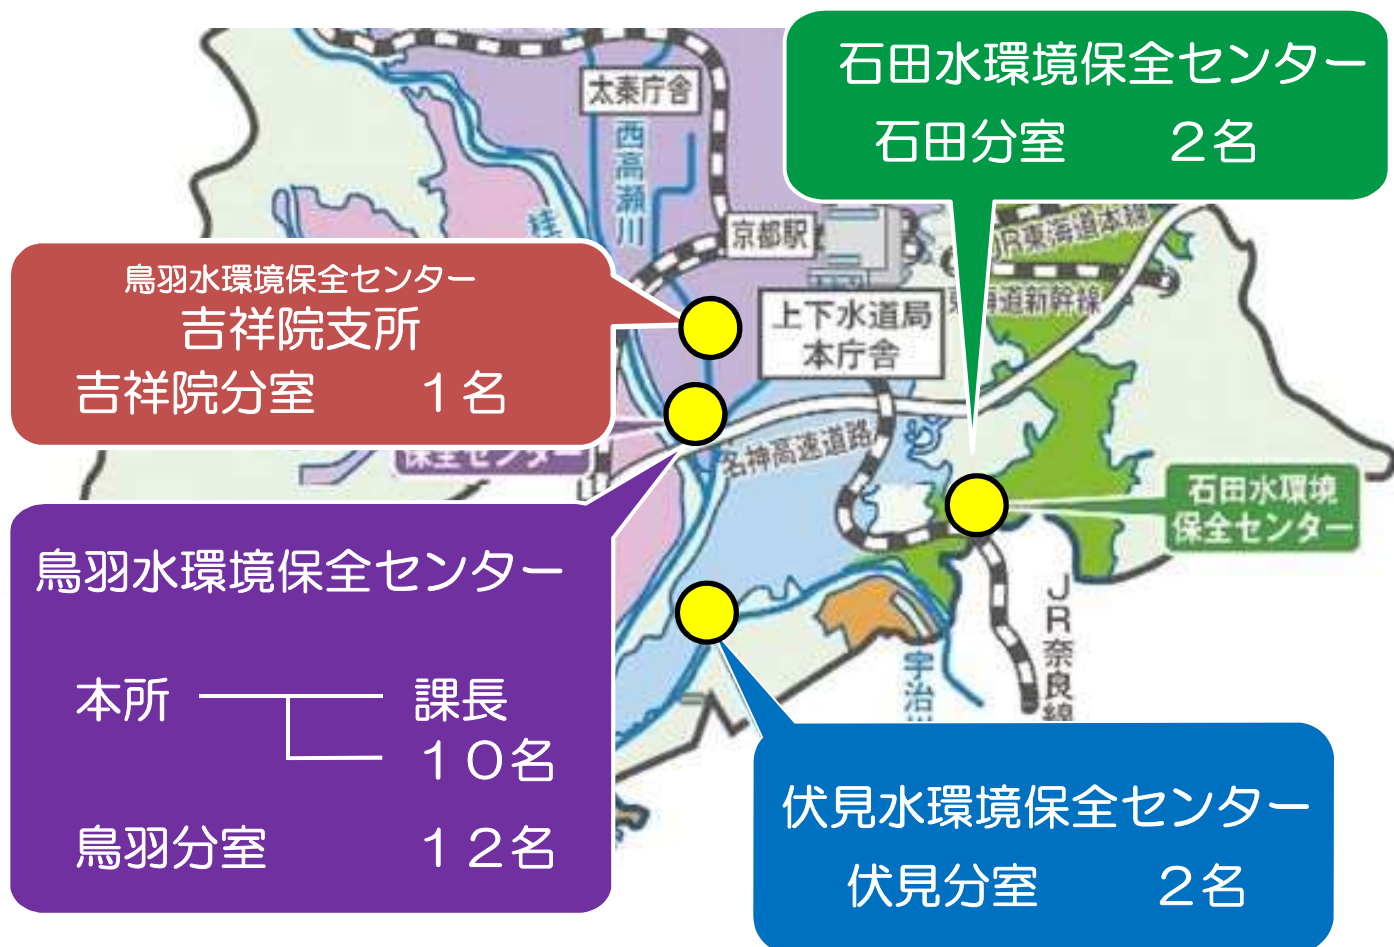 石田水環境保全センター
石田分室 2名
太秦庁舎
西高瀬川
桂
京都駅
JR東海道本線
海道新幹線
上下水道局
本庁舎
鳥羽水環境保全センター
吉祥院支所
吉祥院分室 1名
保全センター
名神高速道路
石田水環境
保全センター
鳥羽水環境保全センター
本所 課長
10名
鳥羽分室 12名
JR奈良線
宇治川
伏見水環境保全センター
伏見分室 2名